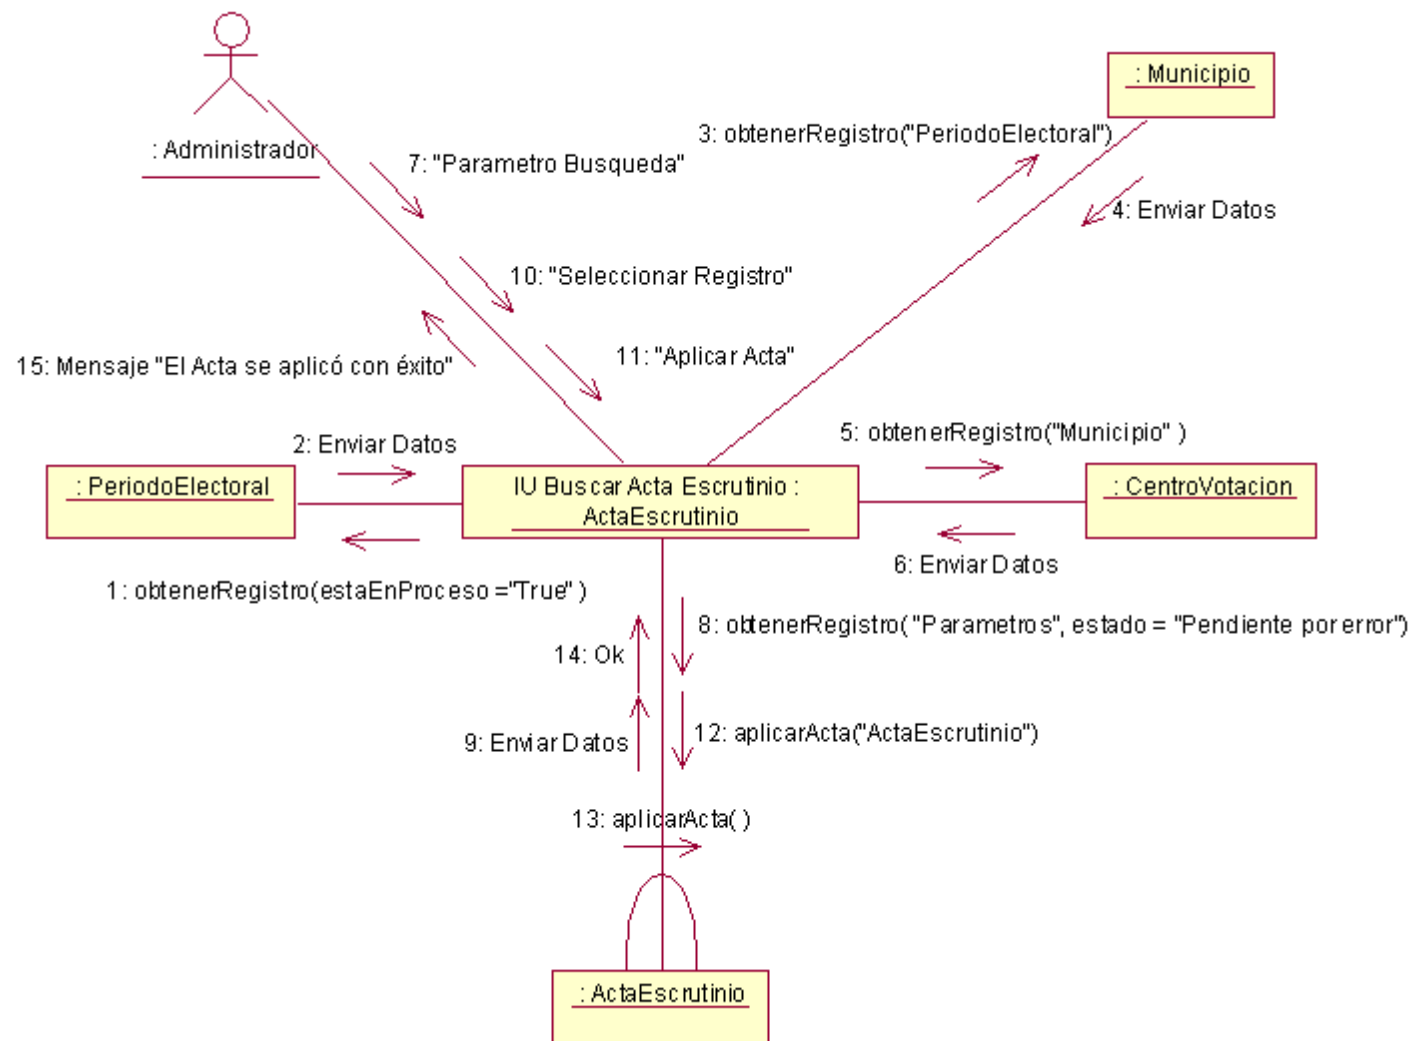 : Municipio
3: obtenerRegistro("PeriodoElectoral")
: Administrador
7: "Parametro Busqueda"
4: Enviar Datos
10: "Seleccionar Registro"
11: "Aplicar Acta"
15: Mensaje "El Acta se aplicó con éxito"
2: Enviar Datos
5: obtenerRegistro("Municipio" )
: PeriodoElectoral
IU Buscar Acta Escrutinio :
ActaEscrutinio
: CentroVotacion
6: Enviar Datos
1: obtenerRegistro(estaEnProceso ="True" )
8: obtenerRegistro( "Parametros", estado = "Pendiente por error")
14: Ok
12: aplicarActa("ActaEscrutinio")
9: Enviar Datos
13: aplicarActa( )
: ActaEscrutinio